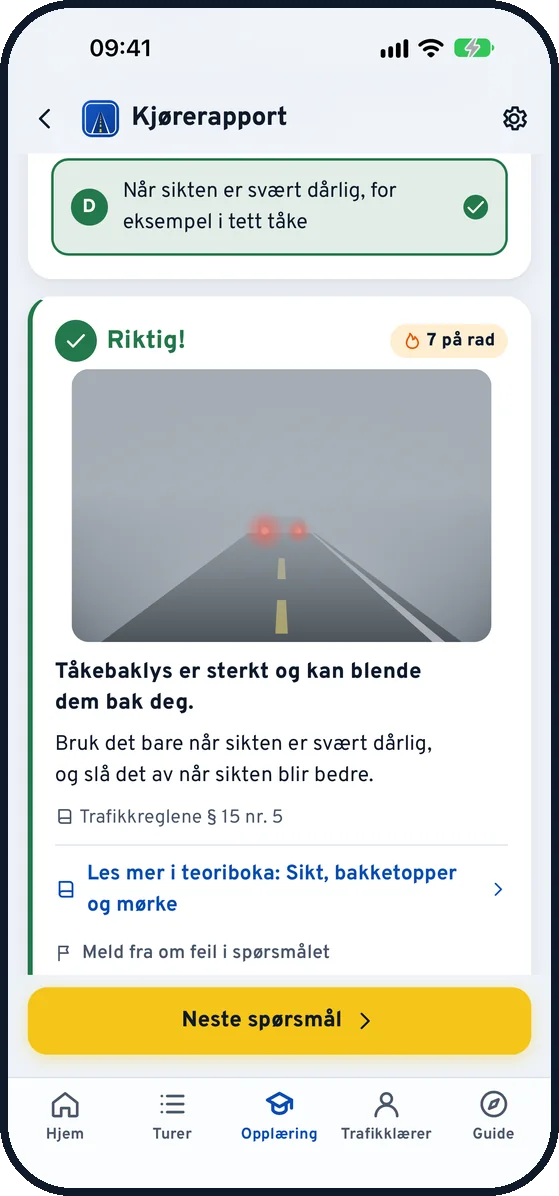 09:41
Kjørerapport
D
Når sikten er svært dårlig, for
eksempel i tett tåke
Riktig!
7 på rad
Tåkebaklys er sterkt og kan blende
dem bak deg.
Bruk det bare når sikten er svært dårlig,
og slå det av når sikten blir bedre.
Trafikkreglene § 15 nr. 5
Les mer i teoriboka: Sikt, bakketopper
og mørke
Meld fra om feil i spørsmålet
Neste spørsmål
Hjem
Turer
Opplæring
Trafikklærer
Guide